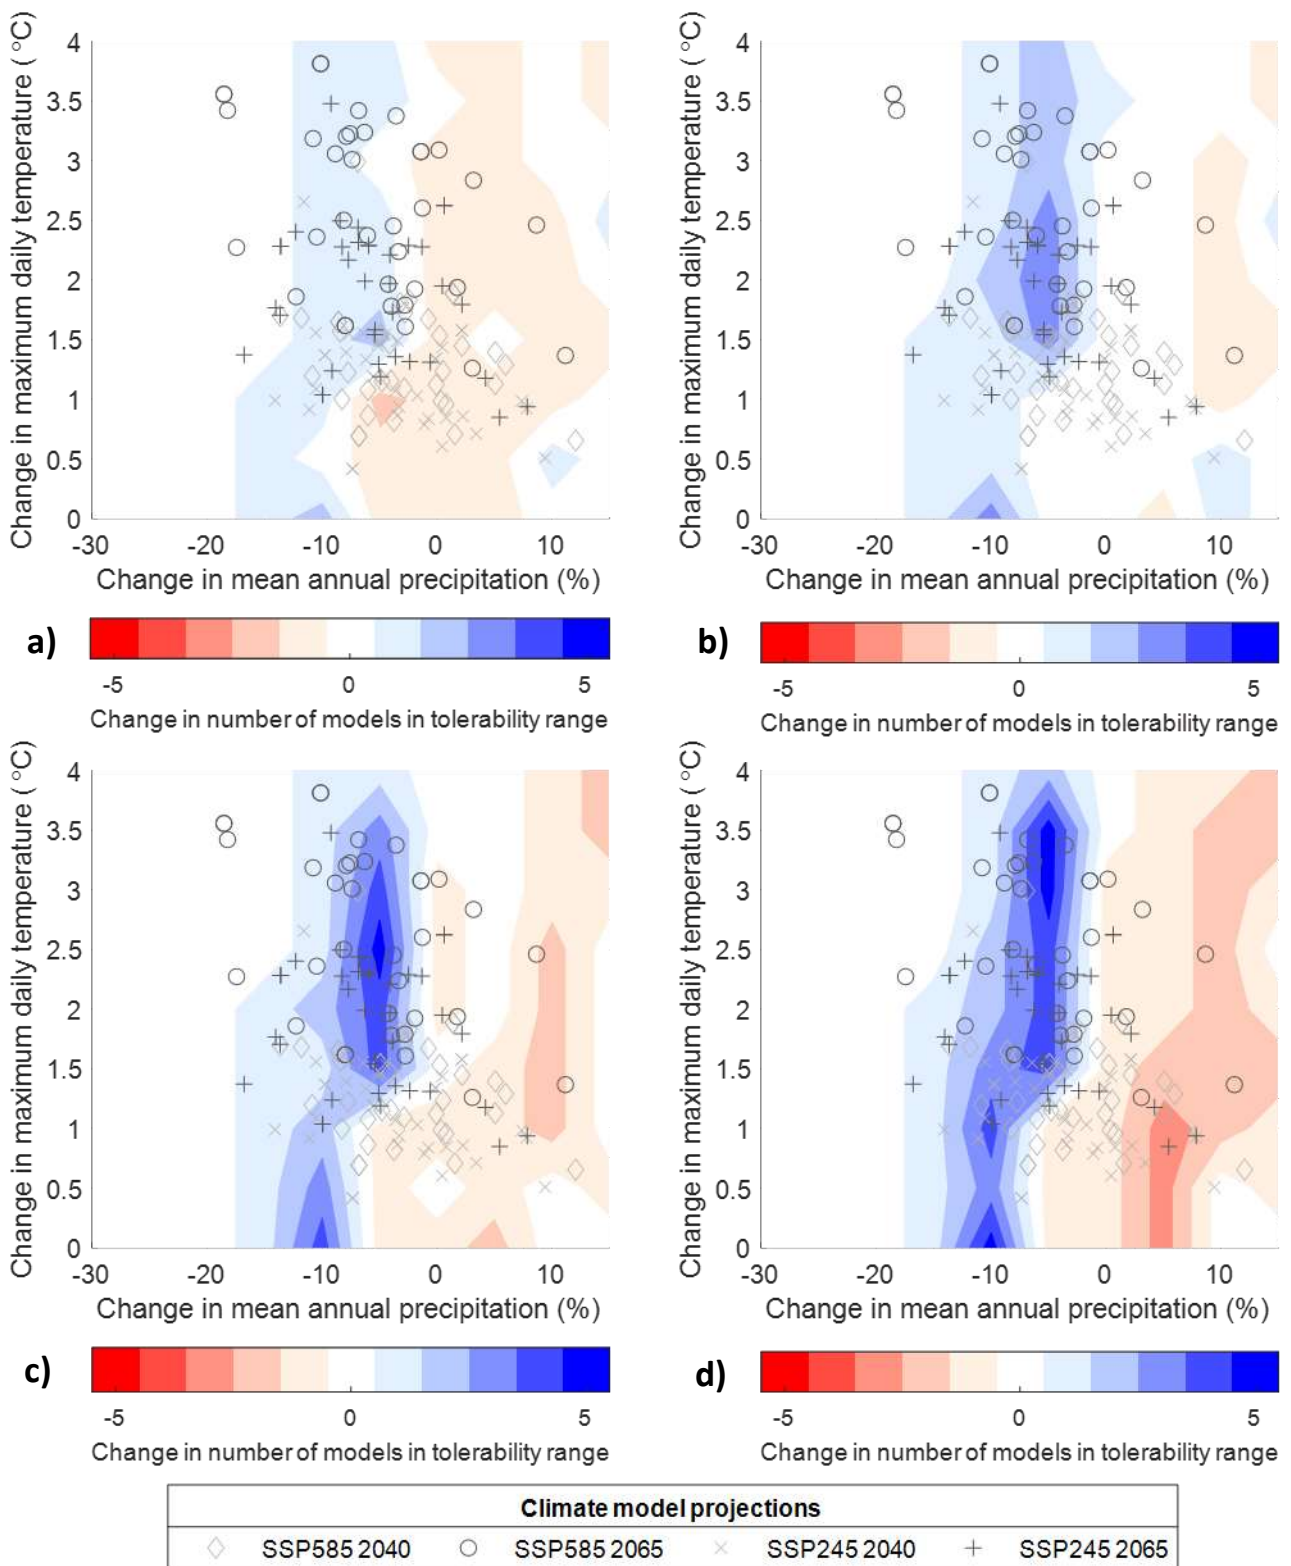 Change in maximum daily temperature ( °C)
4
3.5
3
2.5
2
1.5
1
0.5
0
-30 -20 -10 0 10
Change in mean annual precipitation (%)
a)
-5 0 5
Change in number of models in tolerability range
Change in maximum daily temperature ( °C)
4
3.5
3
2.5
2
1.5
1
0.5
0
-30 -20 -10 0 10
Change in mean annual precipitation (%)
b)
-5 0 5
Change in number of models in tolerability range
Change in maximum daily temperature ( °C)
4
3.5
3
2.5
2
1.5
1
0.5
0
-30 -20 -10 0 10
Change in mean annual precipitation (%)
c)
-5 0 5
Change in number of models in tolerability range
Change in maximum daily temperature ( °C)
4
3.5
3
2.5
2
1.5
1
0.5
0
-30 -20 -10 0 10
Change in mean annual precipitation (%)
d)
-5 0 5
Change in number of models in tolerability range
Climate model projections
SSP585 2040 SSP585 2065 SSP245 2040 SSP245 2065